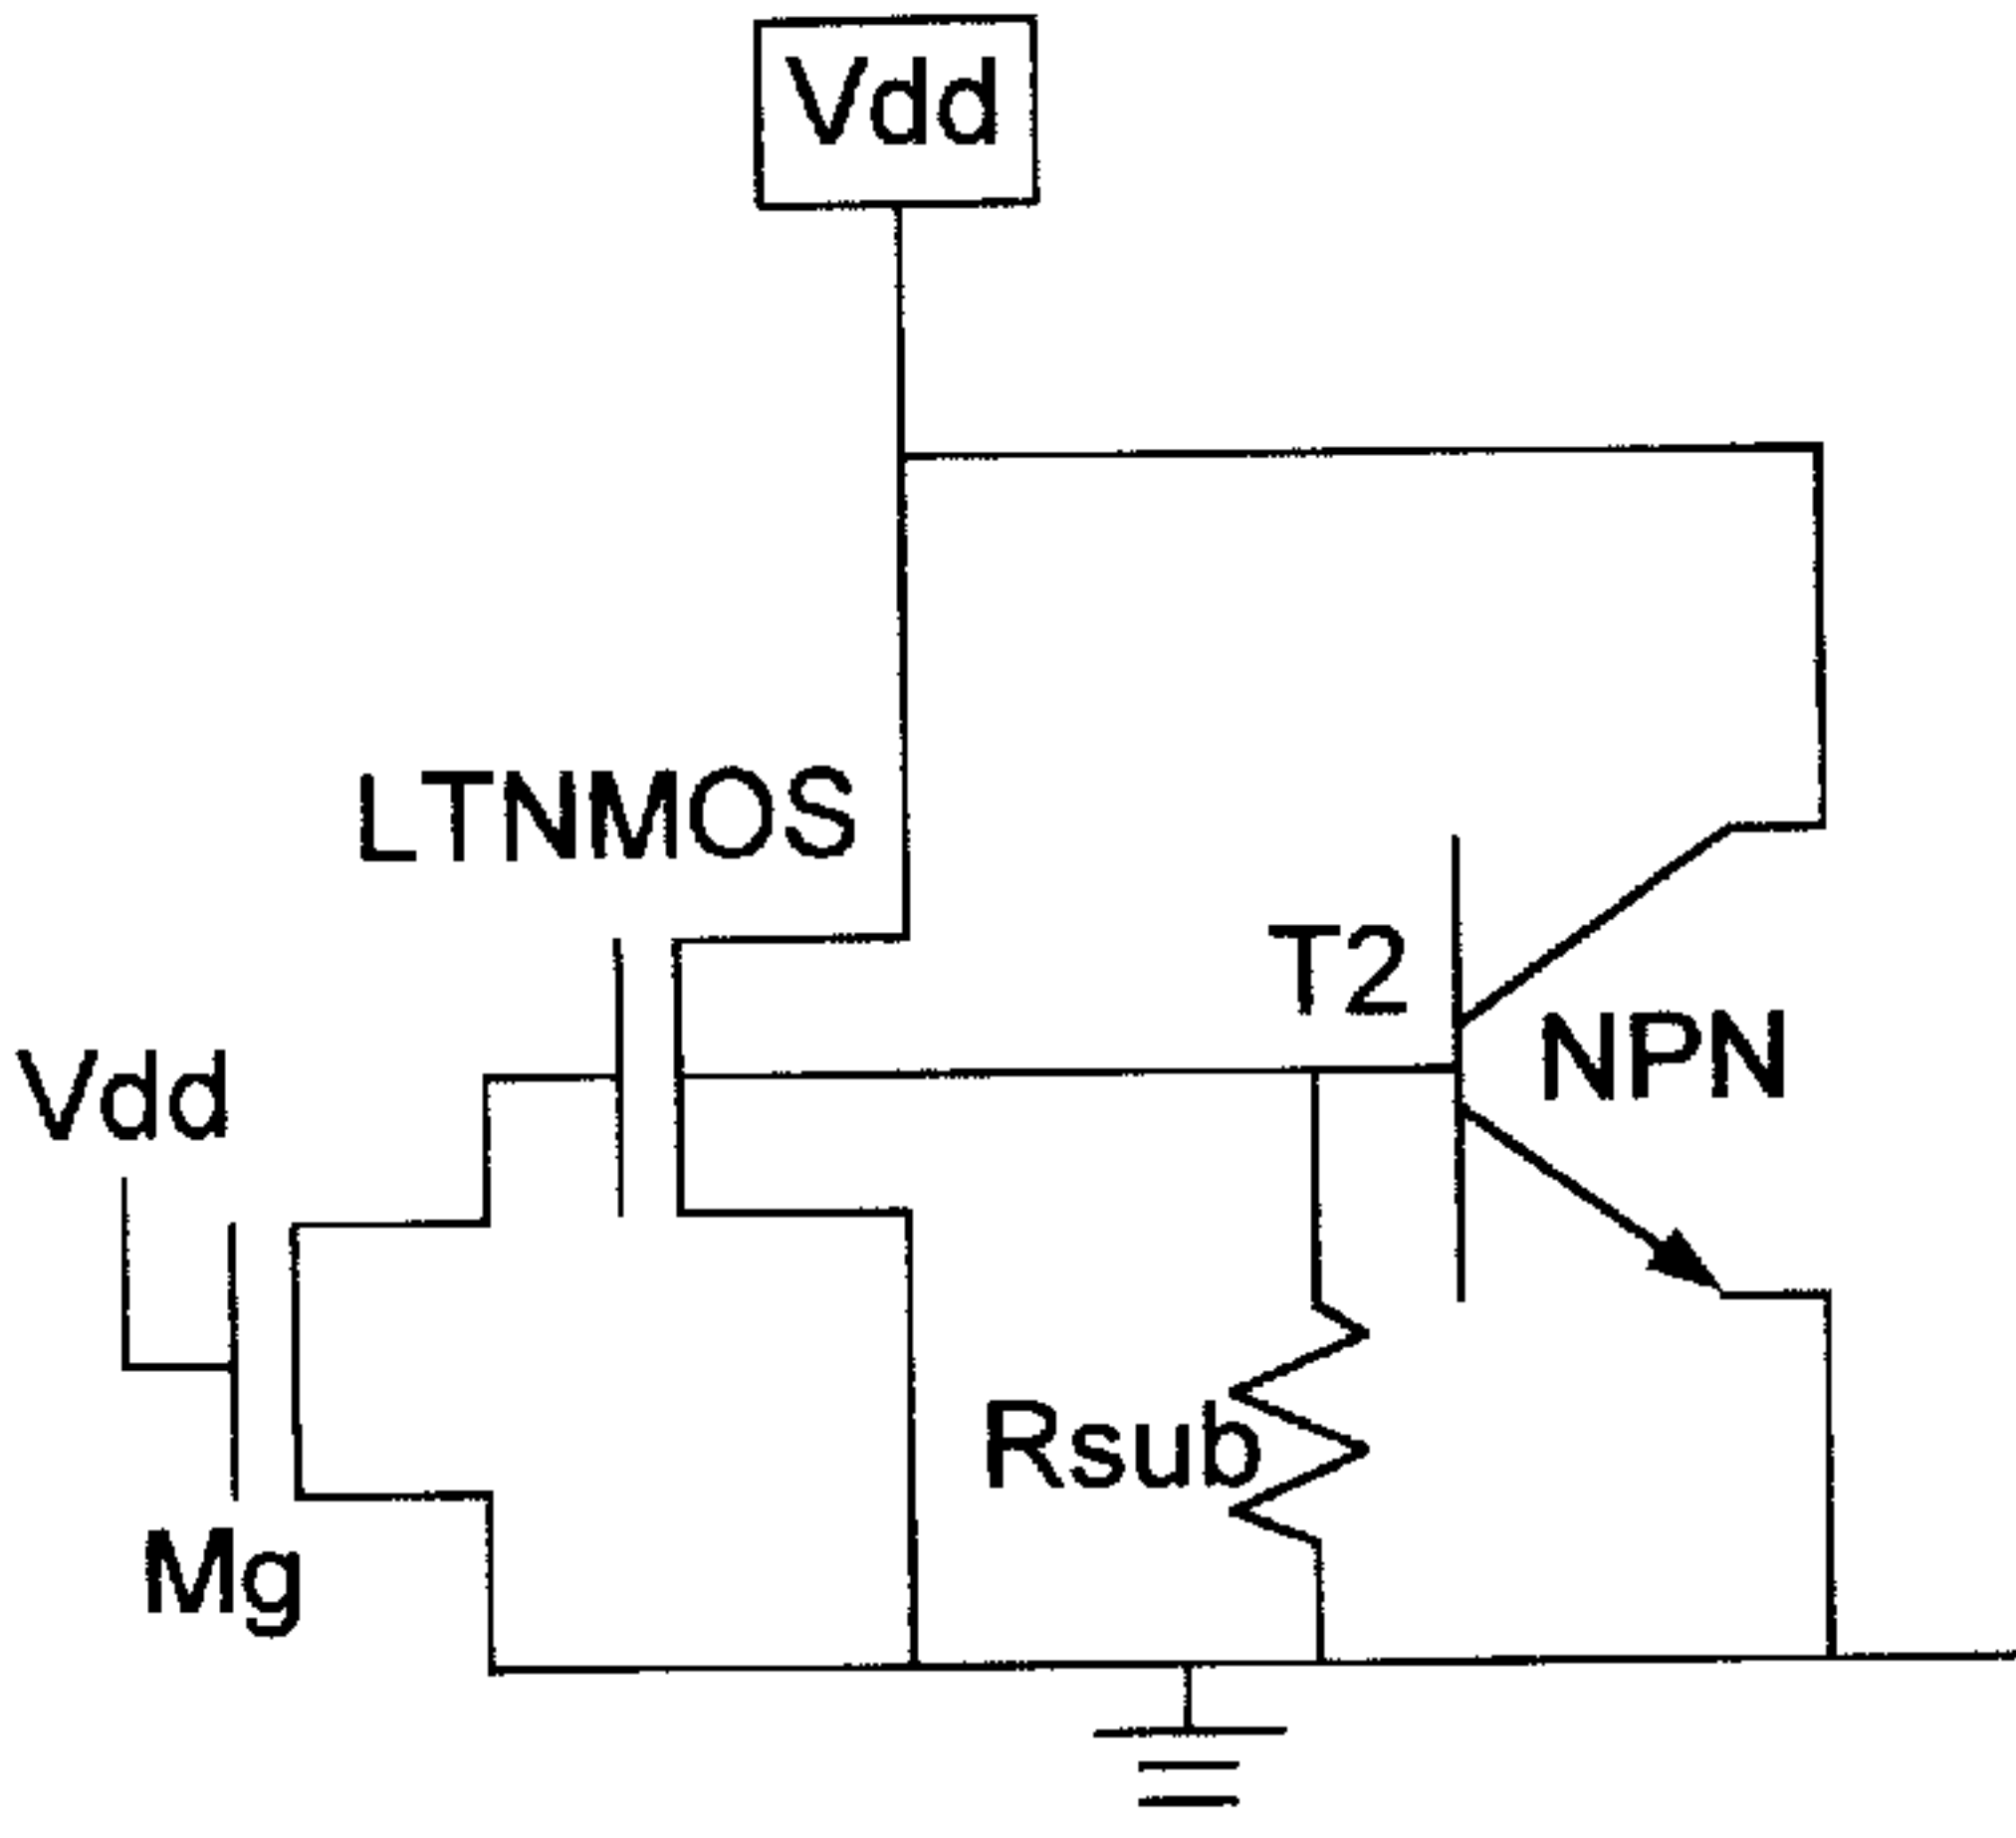 Vdd
LTNMOS
T2
NPN
Vdd
Rsub
Mg